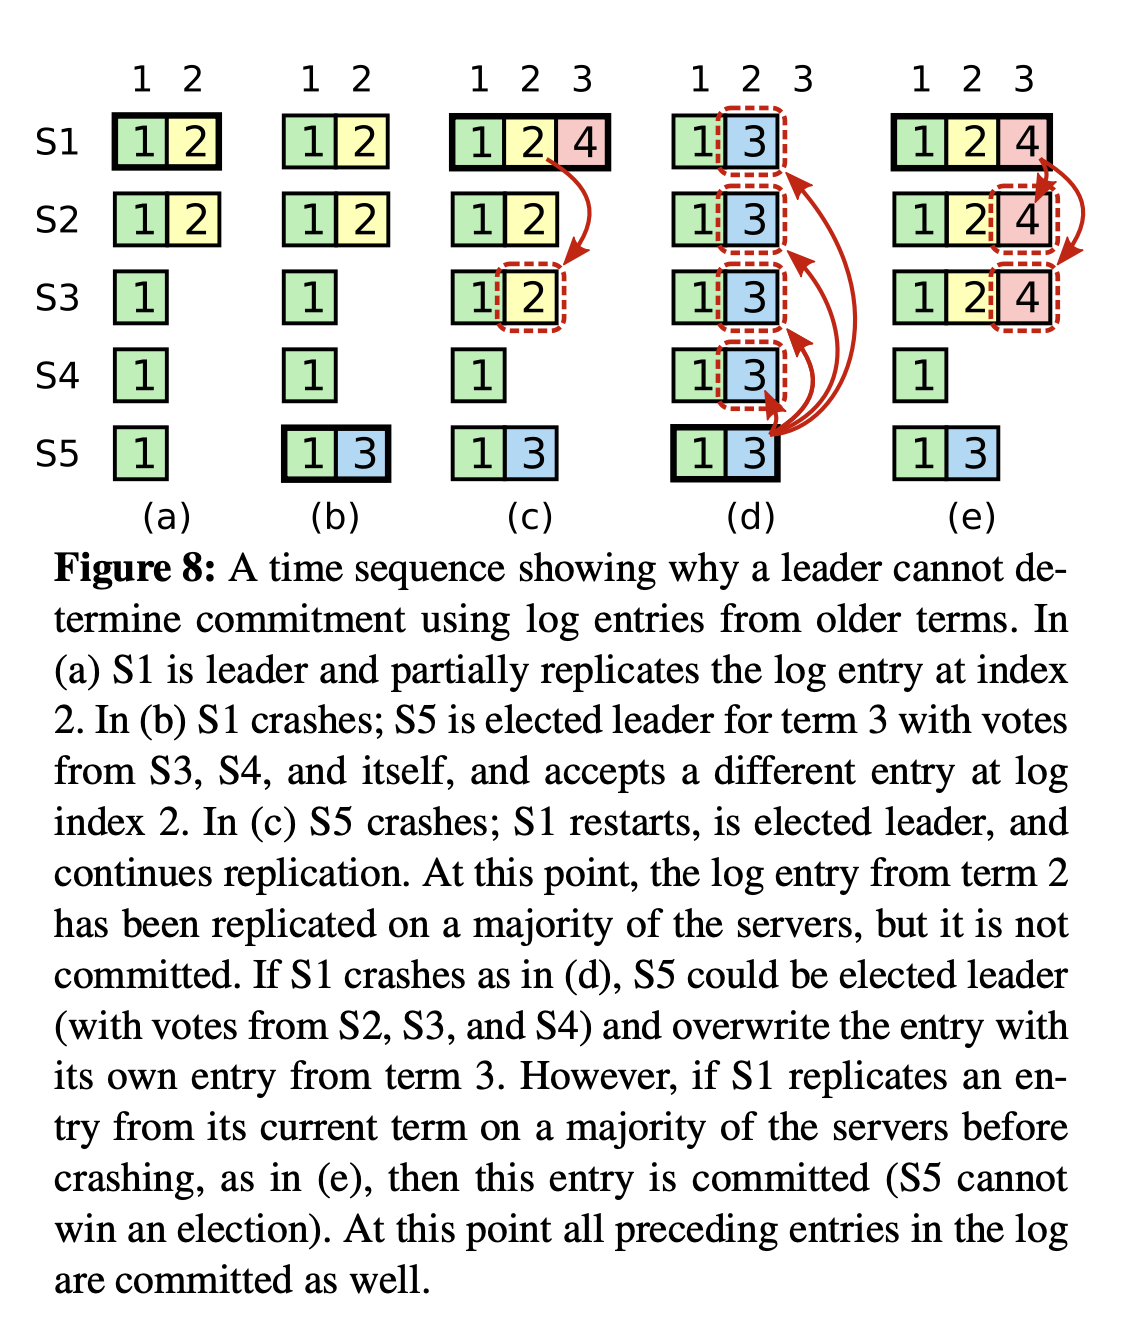 1 2 1 2 1 2 3 1 2 3 1 2 3
S1 1 2 1 2 1 2 4 1 3 1 2 4
S2 1 2 1 2 1 2 1 3 1 2 4
S3 1 1 1 2 1 3 1 2 4
S4 1 1 1 1 3 1
S5 1 1 3 1 3 1 3 1 3
(a) (b) (c) (d) (e)
Figure 8: A time sequence showing why a leader cannot de-
termine commitment using log entries from older terms. In
(a) S1 is leader and partially replicates the log entry at index
2. In (b) S1 crashes; S5 is elected leader for term 3 with votes
from S3, S4, and itself, and accepts a different entry at log
index 2. In (c) S5 crashes; S1 restarts, is elected leader, and
continues replication. At this point, the log entry from term 2
has been replicated on a majority of the servers, but it is not
committed. If S1 crashes as in (d), S5 could be elected leader
(with votes from S2, S3, and S4) and overwrite the entry with
its own entry from term 3. However, if S1 replicates an en-
try from its current term on a majority of the servers before
crashing, as in (e), then this entry is committed (S5 cannot
win an election). At this point all preceding entries in the log
are committed as well.